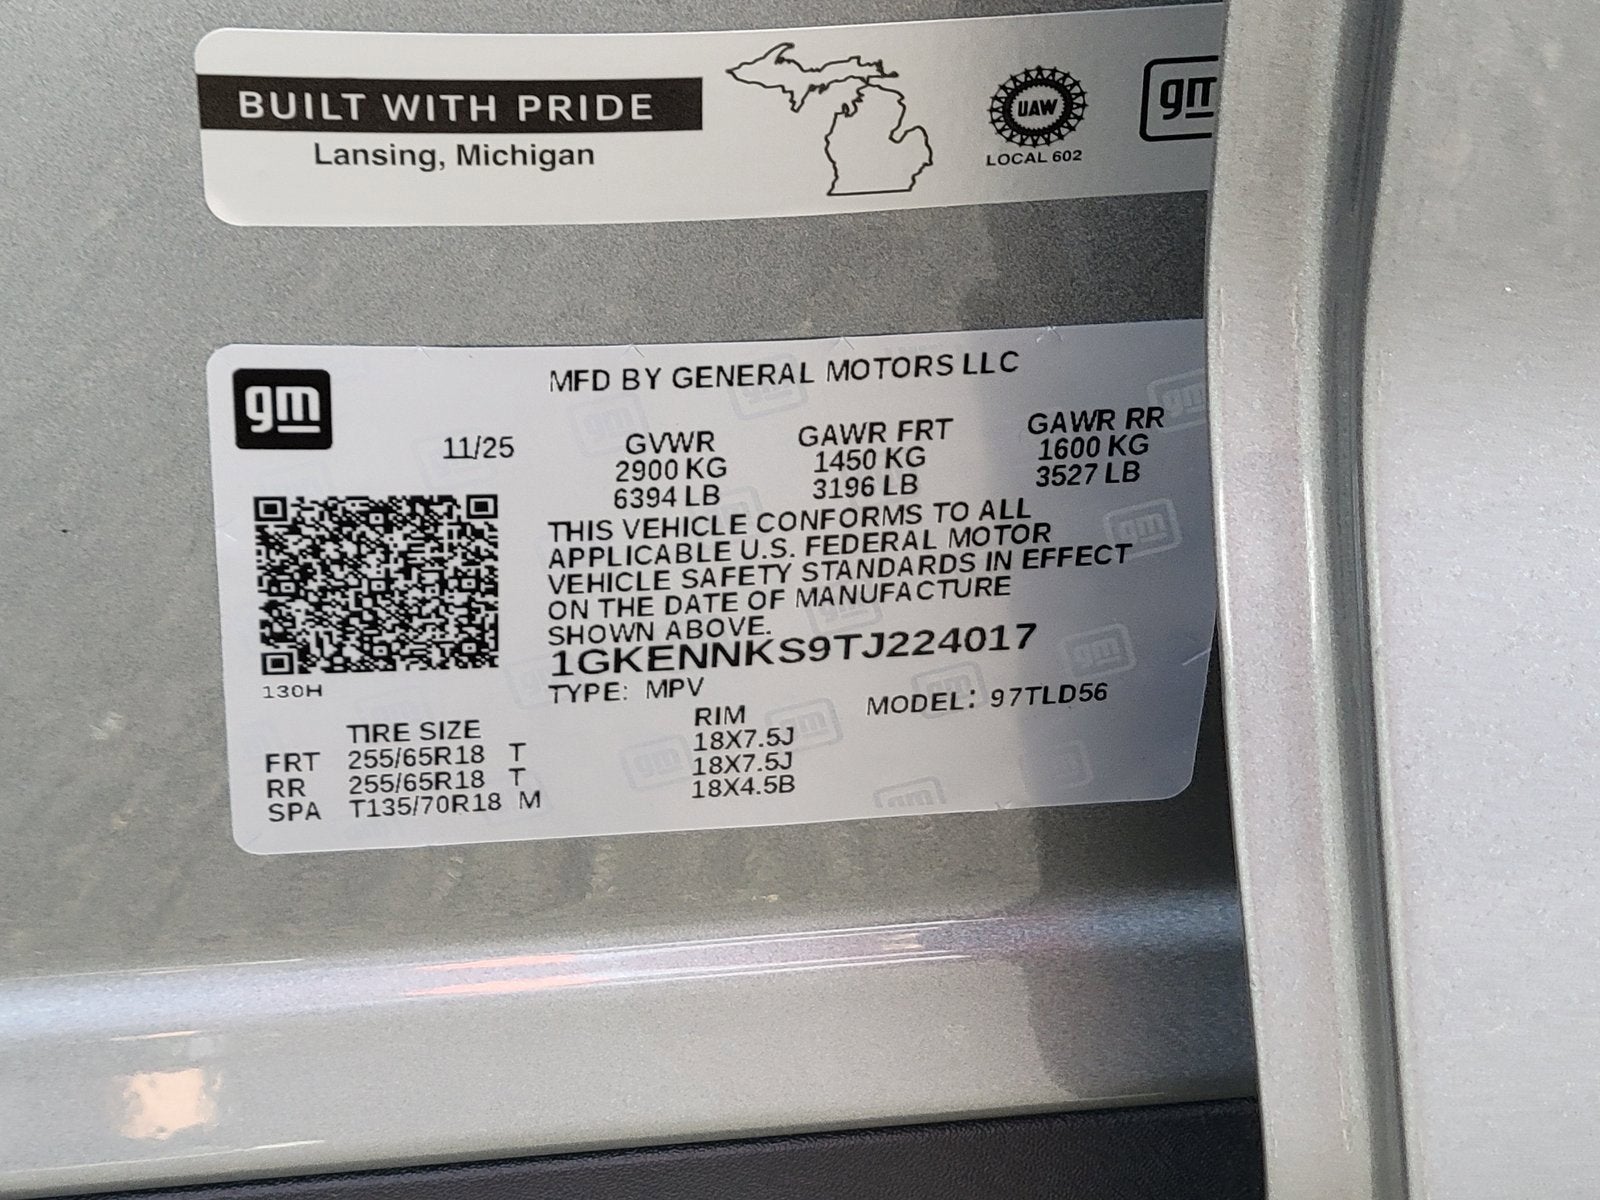 BUILT WITH PRIDE
Lansing, Michigan
UAW
LOCAL 602
gm
gm
MFD BY GENERAL MOTORS LLC
11/25 GVWR GAWR FRT GAWR RR
2900 KG 1450 KG 1600 KG
6394 LB 3196 LB 3527 LB
THIS VEHICLE CONFORMS TO ALL
APPLICABLE U.S. FEDERAL MOTOR
VEHICLE SAFETY STANDARDS IN EFFECT
ON THE DATE OF MANUFACTURE
SHOWN ABOVE.
1GKENNKS9TJ224017
130H
TYPE: MPV MODEL: 97TLD56
TIRE SIZE RIM
FRT 255/65R18 T 18X7.5J
RR 255/65R18 T 18X7.5J
SPA T135/70R18 M 18X4.5B